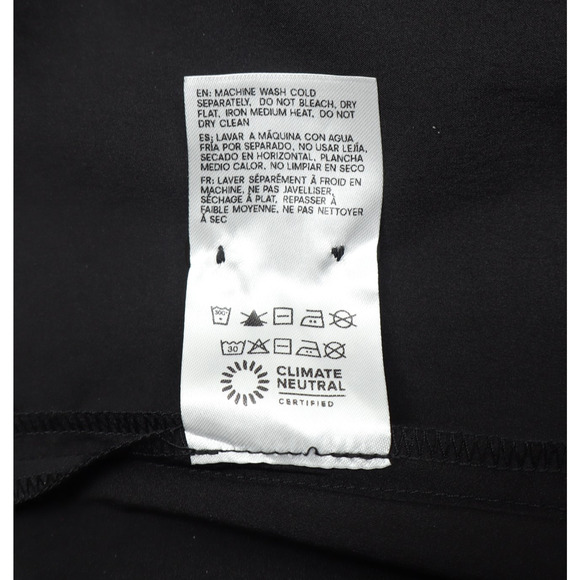 EN: MACHINE WASH COLD
SEPARATELY, DO NOT BLEACH, DRY
FLAT, IRON MEDIUM HEAT, DO NOT
DRY CLEAN
ES: LAVAR A MÁQUINA CON AGUA
FRÍA POR SEPARADO, NO USAR LEJÍA,
SECADO EN HORIZONTAL, PLANCHA
MEDIO CALOR, NO LIMPIAR EN SECO
FR: LAVER SÉPARÉMENT À FROID EN
MACHINE, NE PAS JAVELLISER,
SÉCHAGE À PLAT, REPASSER À
FAIBLE MOYENNE, NE PAS NETTOYER
À SEC
30
CLIMATE
NEUTRAL
CERTIFIED